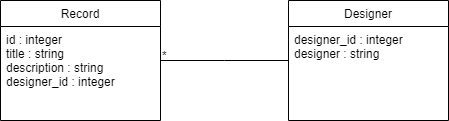 Record
id : integer
title : string
description : string
designer_id : integer
*
Designer
designer_id : integer
designer : string